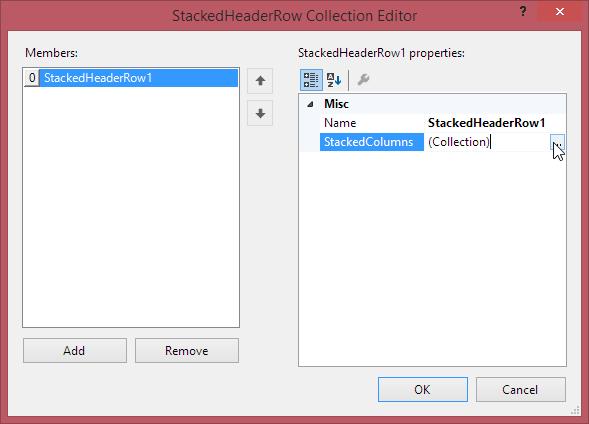 StackedHeaderRow Collection Editor
?
Members:
StackedHeaderRow1 properties:
0 StackedHeaderRow1
Misc
Name StackedHeaderRow1
StackedColumns (Collection) ...
Add Remove
OK Cancel